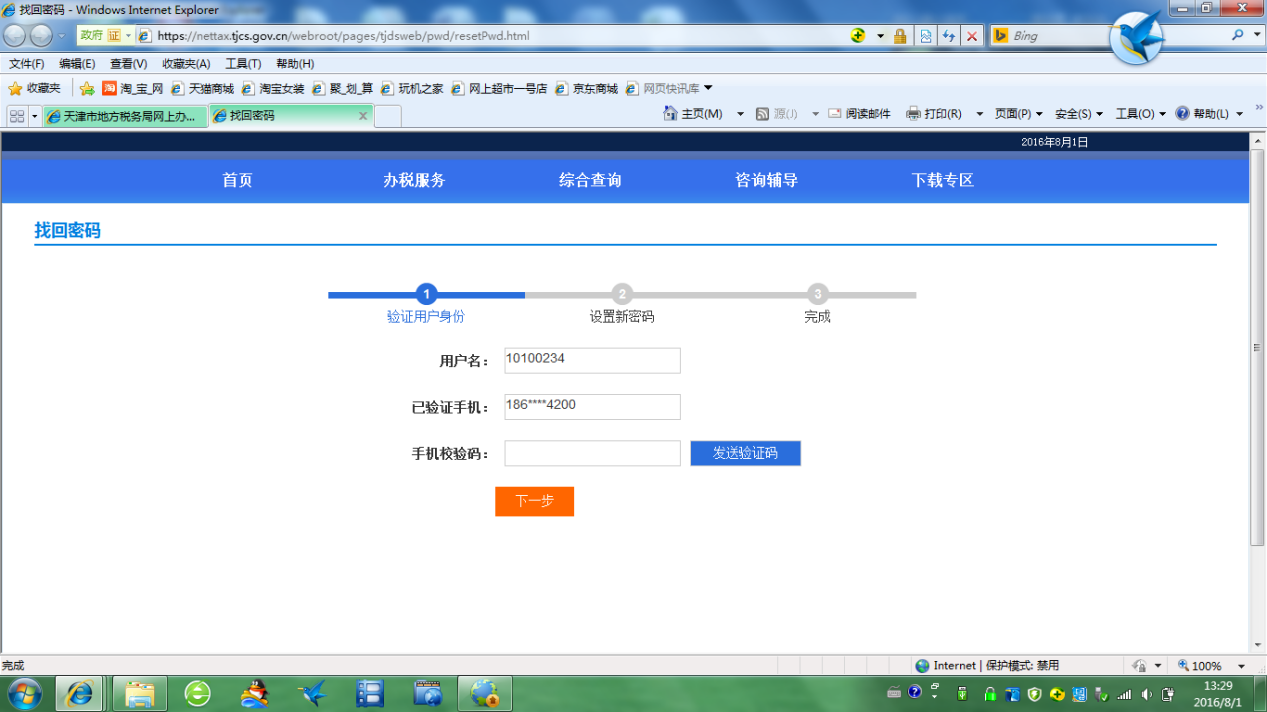 找回密码 - Windows Internet Explorer
政府 证 https://nettax.tjcs.gov.cn/webroot/pages/tjdsweb/pwd/resetPwd.html Bing
文件(F) 编辑(E) 查看(V) 收藏夹(A) 工具(T) 帮助(H)
收藏夹 淘 淘_宝_网 天猫商城 淘宝女装 聚_划_算 玩机之家 网上超市一号店 京东商城 网页快讯库
天津市地方税务局网上办... 找回密码 X 主页(M) 源(J) 阅读邮件 打印(R) 页面(P) 安全(S) 工具(O) 帮助(L) »
2016年8月1日
首页 办税服务 综合查询 咨询辅导 下载专区
找回密码
1 2 3
验证用户身份 设置新密码 完成
用户名： 10100234
已验证手机： 186****4200
手机校验码： 发送验证码
下一步
完成 Internet | 保护模式: 禁用 100%
13:29
2016/8/1